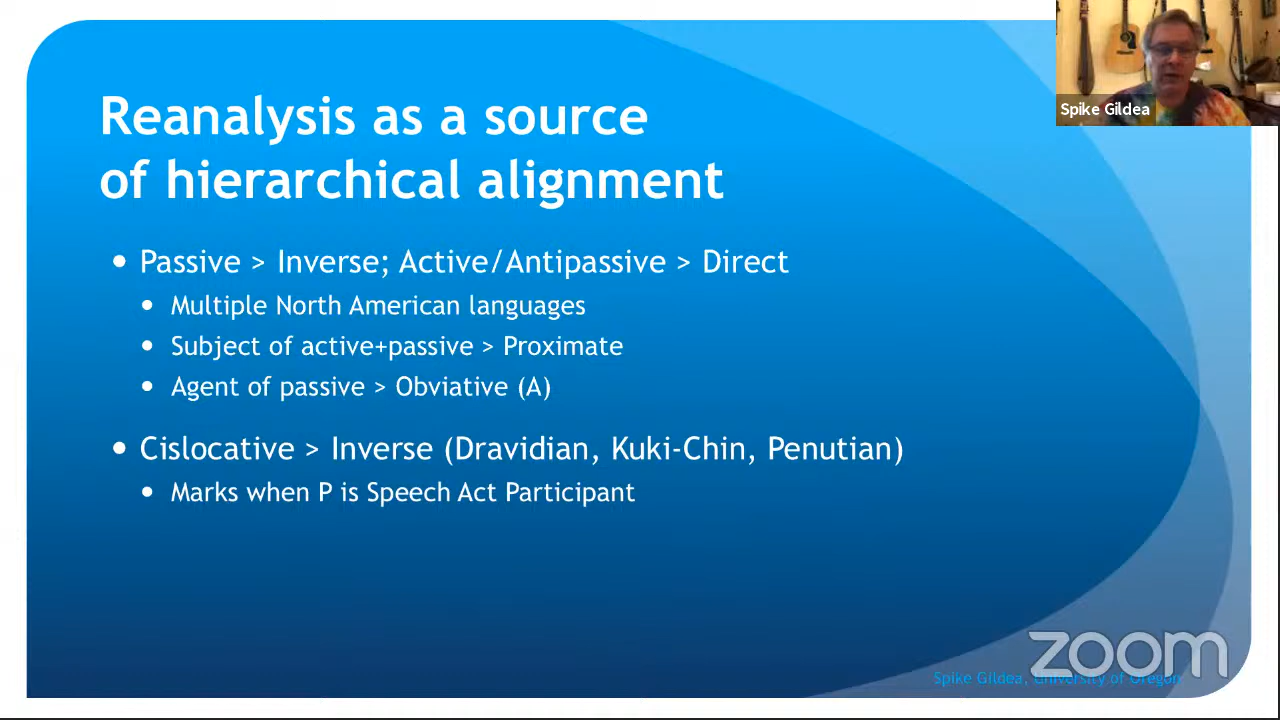 Reanalysis as a source
of hierarchical alignment
• Passive > Inverse; Active/Antipassive > Direct
• Multiple North American languages
• Subject of active+passive > Proximate
• Agent of passive > Obviative (A)
• Cislocative > Inverse (Dravidian, Kuki-Chin, Penutian)
• Marks when P is Speech Act Participant
Spike Gildea
zoom
Spike Gildea, University of Oregon